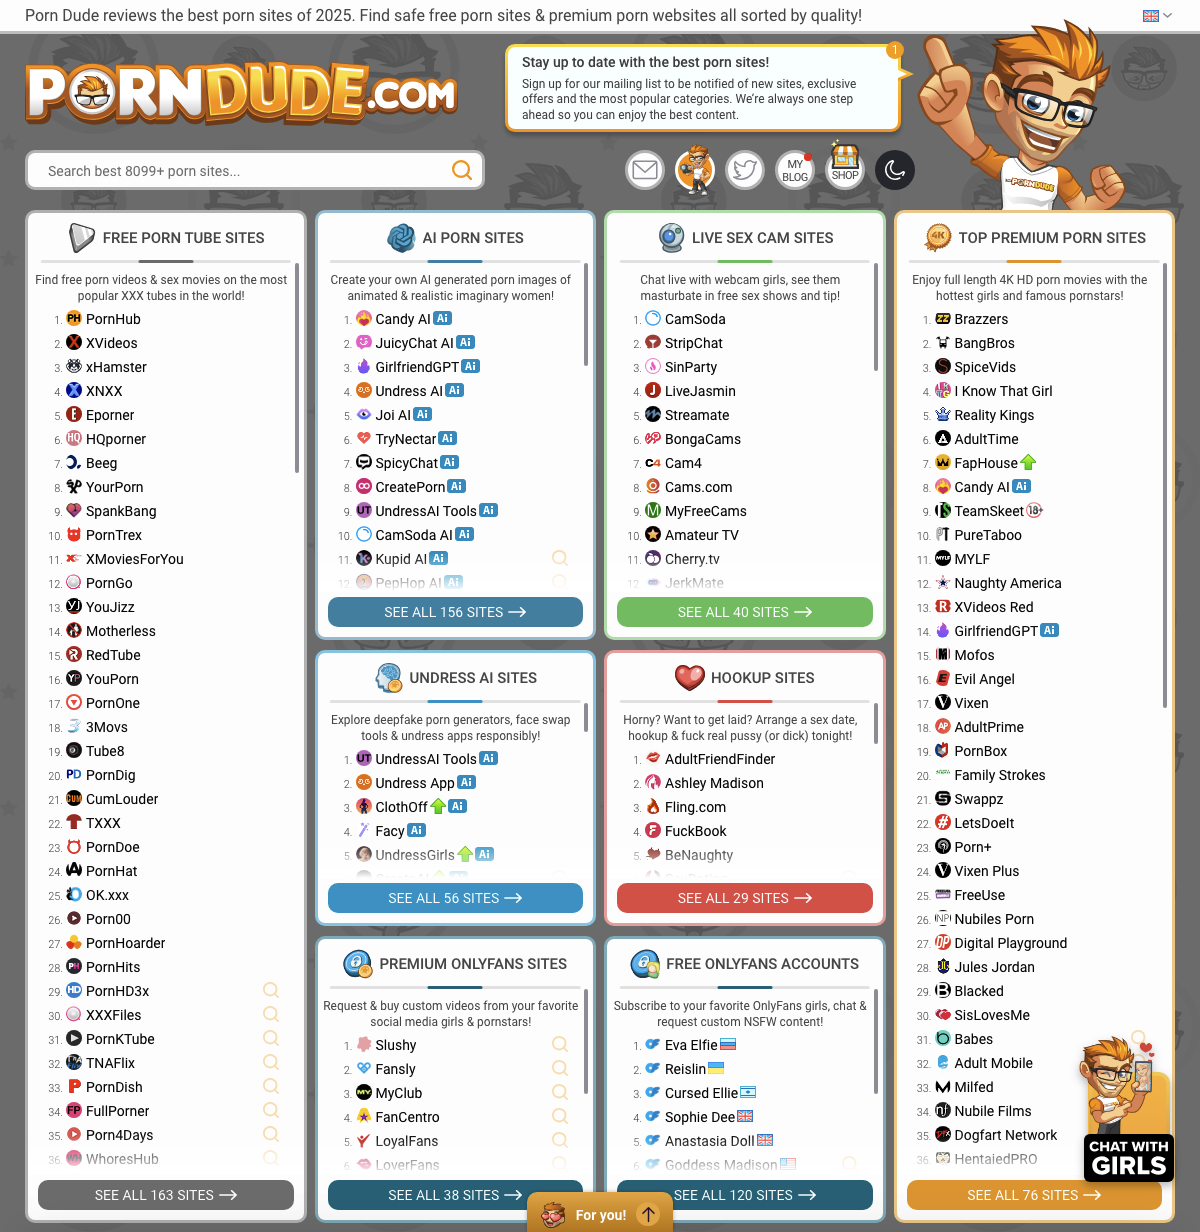 Porn Dude reviews the best porn sites of 2025. Find safe free porn sites & premium porn websites all sorted by quality!
PORNDUDE.COM
Stay up to date with the best porn sites!
1
Sign up for our mailing list to be notified of new sites, exclusive
offers and the most popular categories. We're always one step
ahead so you can enjoy the best content.
Search best 8099+ porn sites...
MY
BLOG
SHOP
PORNDUDE
FREE PORN TUBE SITES
Find free porn videos & sex movies on the most
popular XXX tubes in the world!
1. PornHub
2. XVideos
3. xHamster
4. XNXX
5. Eporner
6. HQporner
7. Beeg
8. YourPorn
9. SpankBang
10. PornTrex
11. XMoviesForYou
12. PornGo
13. YouJizz
14. Motherless
15. RedTube
16. YouPorn
17. PornOne
18. 3Movs
19. Tube8
20. PornDig
21. CumLouder
22. TXXX
23. PornDoe
24. PornHat
25. OK.xxx
26. Porn00
27. PornHoarder
28. PornHits
29. PornHD3x
30. XXXFiles
31. PornKTube
32. TNAFlix
33. PornDish
34. FullPorner
35. Porn4Days
36. WhoresHub
SEE ALL 163 SITES
AI PORN SITES
Create your own AI generated porn images of
animated & realistic imaginary women!
1. Candy AI Ai
2. JuicyChat AI Ai
3. GirlfriendGPT Ai
4. Undress AI Ai
5. Joi AI Ai
6. TryNectar Ai
7. SpicyChat Ai
8. CreatePorn Ai
9. UndressAI Tools Ai
10. CamSoda AI Ai
11. Kupid AI Ai
12. PepHop AI Ai
SEE ALL 156 SITES
LIVE SEX CAM SITES
Chat live with webcam girls, see them
masturbate in free sex shows and tip!
1. CamSoda
2. StripChat
3. SinParty
4. LiveJasmin
5. Streamate
6. BongaCams
7. Cam4
8. Cams.com
9. MyFreeCams
10. Amateur TV
11. Cherry.tv
12. JerkMate
SEE ALL 40 SITES
4K
TOP PREMIUM PORN SITES
Enjoy full length 4K HD porn movies with the
hottest girls and famous pornstars!
1. Brazzers
2. BangBros
3. SpiceVids
4. I Know That Girl
5. Reality Kings
6. AdultTime
7. FapHouse
8. Candy AI Ai
9. TeamSkeet 18+
10. PureTaboo
11. MYLF
12. Naughty America
13. XVideos Red
14. GirlfriendGPT Ai
15. Mofos
16. Evil Angel
17. Vixen
18. AdultPrime
19. PornBox
20. Family Strokes
21. Swappz
22. LetsDoeIt
23. Porn+
24. Vixen Plus
25. FreeUse
26. Nubiles Porn
27. Digital Playground
28. Jules Jordan
29. Blacked
30. SisLovesMe
31. Babes
32. Adult Mobile
33. Milfed
34. Nubile Films
35. Dogfart Network
36. HentaiedPRO
SEE ALL 76 SITES
UNDRESS AI SITES
Explore deepfake porn generators, face swap
tools & undress apps responsibly!
1. UndressAI Tools Ai
2. Undress App Ai
3. ClothOff Ai
4. Facy Ai
5. UndressGirls Ai
SEE ALL 56 SITES
HOOKUP SITES
Horny? Want to get laid? Arrange a sex date,
hookup & fuck real pussy (or dick) tonight!
1. AdultFriendFinder
2. Ashley Madison
3. Fling.com
4. FuckBook
5. BeNaughty
SEE ALL 29 SITES
PREMIUM ONLYFANS SITES
Request & buy custom videos from your favorite
social media girls & pornstars!
1. Slushy
2. Fansly
3. MyClub
4. FanCentro
5. LoyalFans
6. LoverFans
SEE ALL 38 SITES
FREE ONLYFANS ACCOUNTS
Subscribe to your favorite OnlyFans girls, chat &
request custom NSFW content!
1. Eva Elfie
2. Reislin
3. Cursed Ellie
4. Sophie Dee
5. Anastasia Doll
6. Goddess Madison
SEE ALL 120 SITES
For you!
CHAT WITH
GIRLS